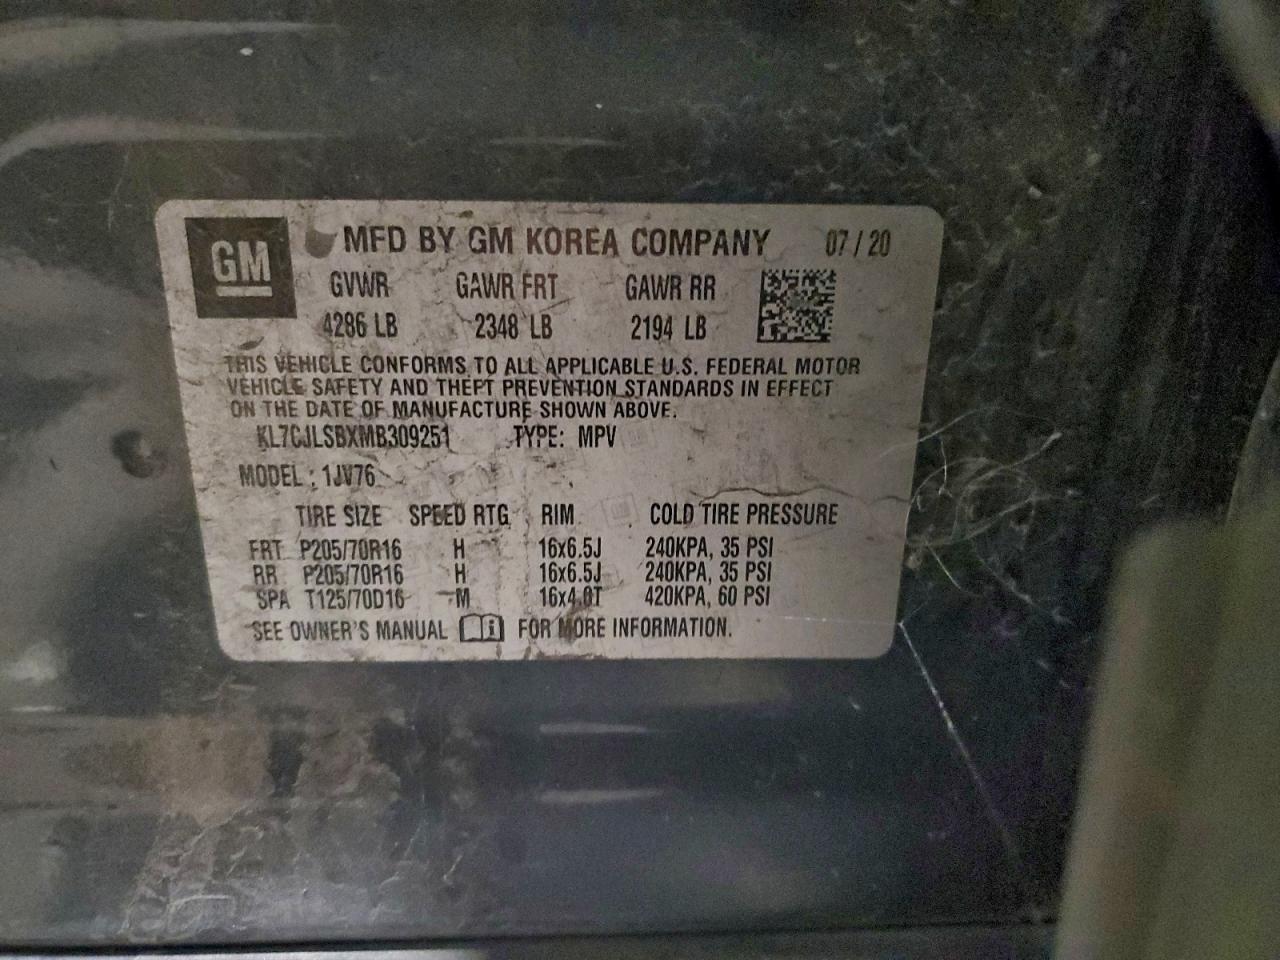 GM MFD BY GM KOREA COMPANY 07/20
GVWR GAWR FRT GAWR RR
4286 LB 2348 LB 2194 LB
THIS VEHICLE CONFORMS TO ALL APPLICABLE U.S. FEDERAL MOTOR
VEHICLE SAFETY AND THEFT PREVENTION STANDARDS IN EFFECT
ON THE DATE OF MANUFACTURE SHOWN ABOVE.
KL7CJLSBXMB309251 TYPE: MPV
MODEL: 1JV76
TIRE SIZE SPEED RTG RIM COLD TIRE PRESSURE
FRT P205/70R16 H 16x6.5J 240KPA, 35 PSI
RR P205/70R16 H 16x6.5J 240KPA, 35 PSI
SPA T125/70D16 M 16x4.0T 420KPA, 60 PSI
SEE OWNER'S MANUAL i FOR MORE INFORMATION.